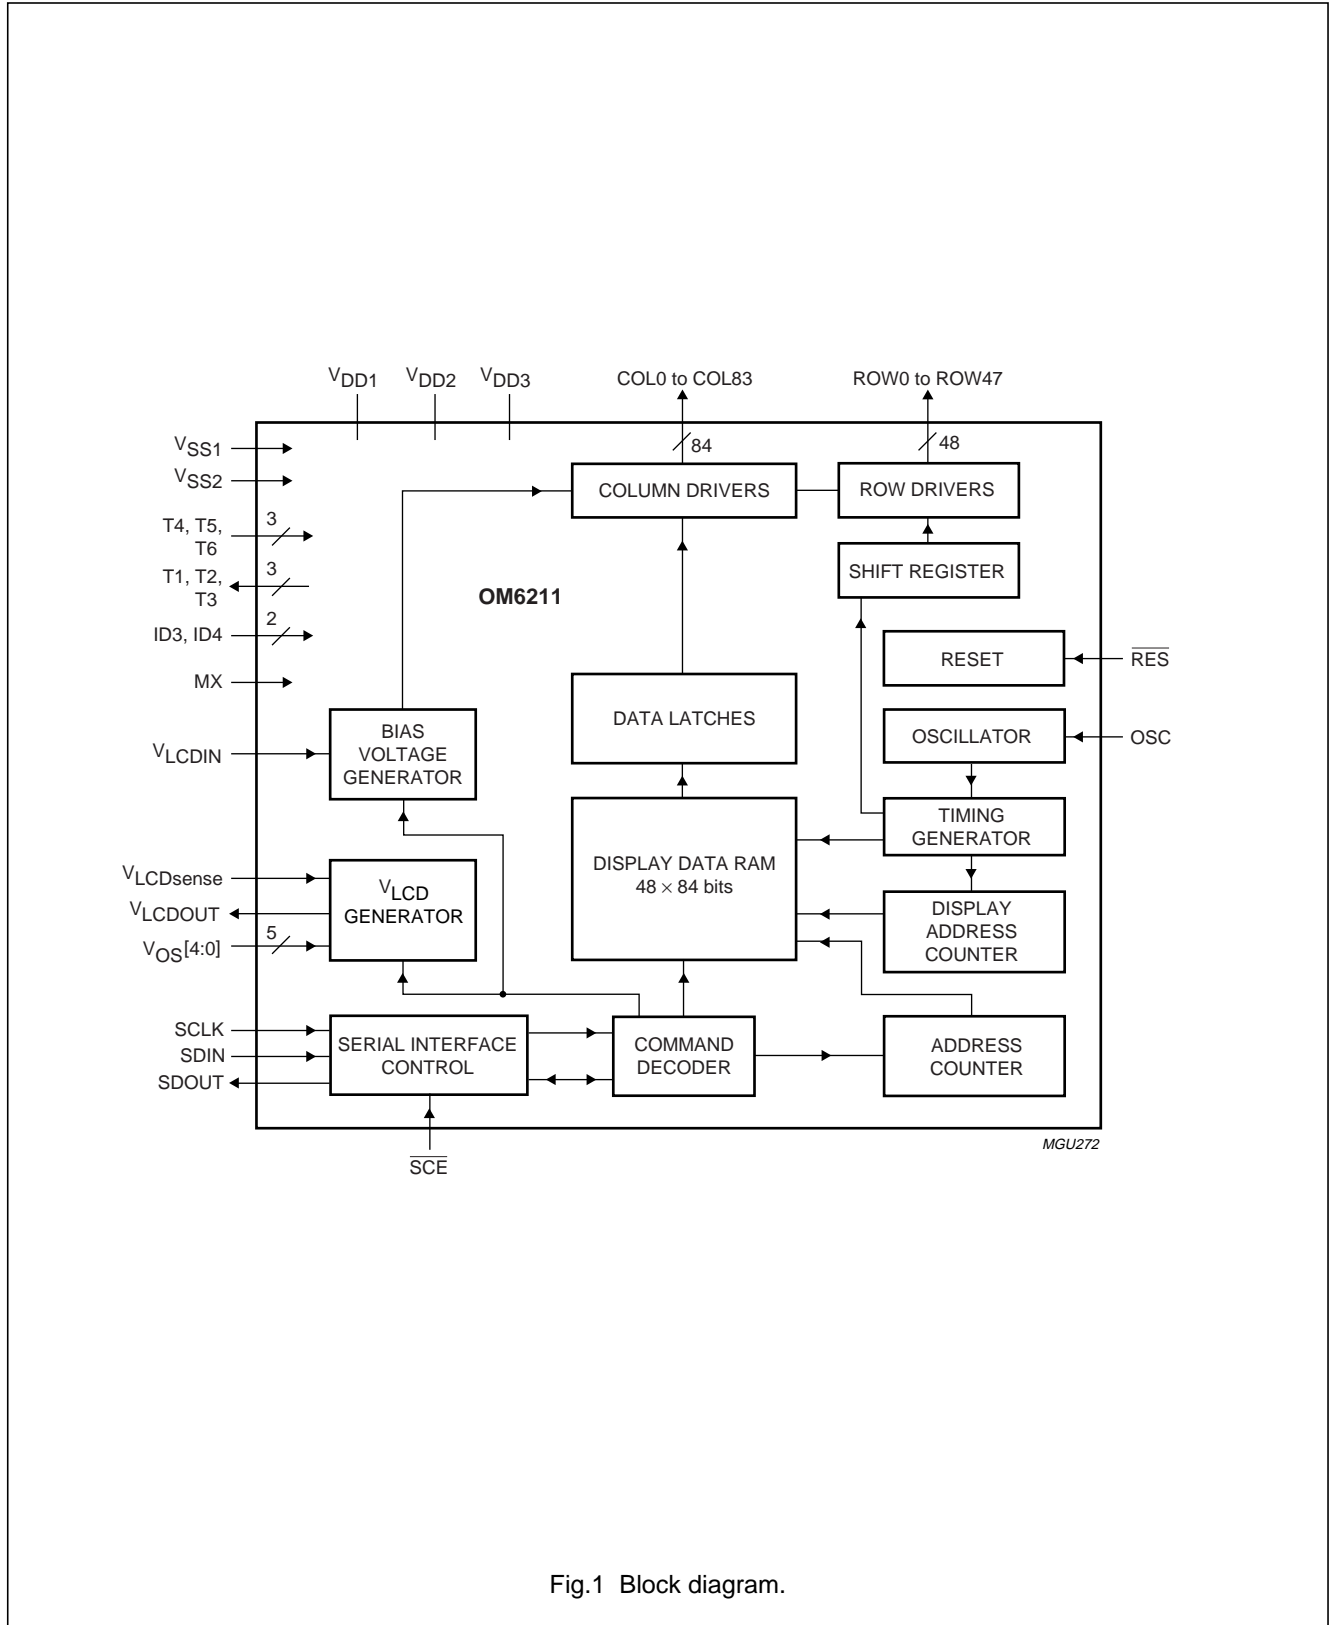 VDD1 VDD2 VDD3 COL0 to COL83 ROW0 to ROW47
VSS1
84 48
VSS2
COLUMN DRIVERS
ROW DRIVERS
T4, T5,
T6
3
T1, T2,
T3
3
SHIFT REGISTER
OM6211
ID3, ID4
2
RESET
RES
MX
DATA LATCHES
BIAS
VOLTAGE
GENERATOR
OSCILLATOR
OSC
VLCDIN
TIMING
GENERATOR
DISPLAY DATA RAM
48 × 84 bits
VLCDsense
VLCD
GENERATOR
VLCDOUT
DISPLAY
ADDRESS
COUNTER
VOS[4:0]
5
SCLK
SDIN
SDOUT
SERIAL INTERFACE
CONTROL
COMMAND
DECODER
ADDRESS
COUNTER
MGU272
SCE
Fig.1 Block diagram.